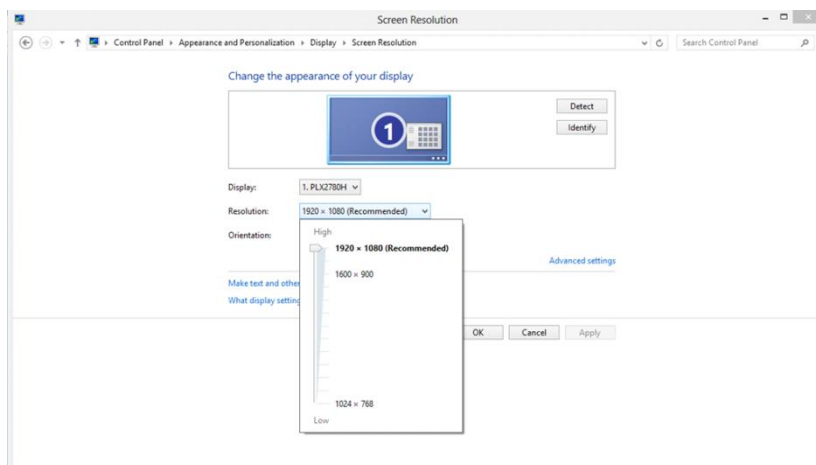 Screen Resolution
Control Panel Appearance and Personalization Display Screen Resolution
Search Control Panel
Change the appearance of your display
1
Detect
Identify
Display: 1. PLX2780H
Resolution: 1920 × 1080 (Recommended)
Orientation:
High
1920 × 1080 (Recommended)
1600 × 900
1024 × 768
Low
Advanced settings
Make text and other
What display setting
OK Cancel Apply